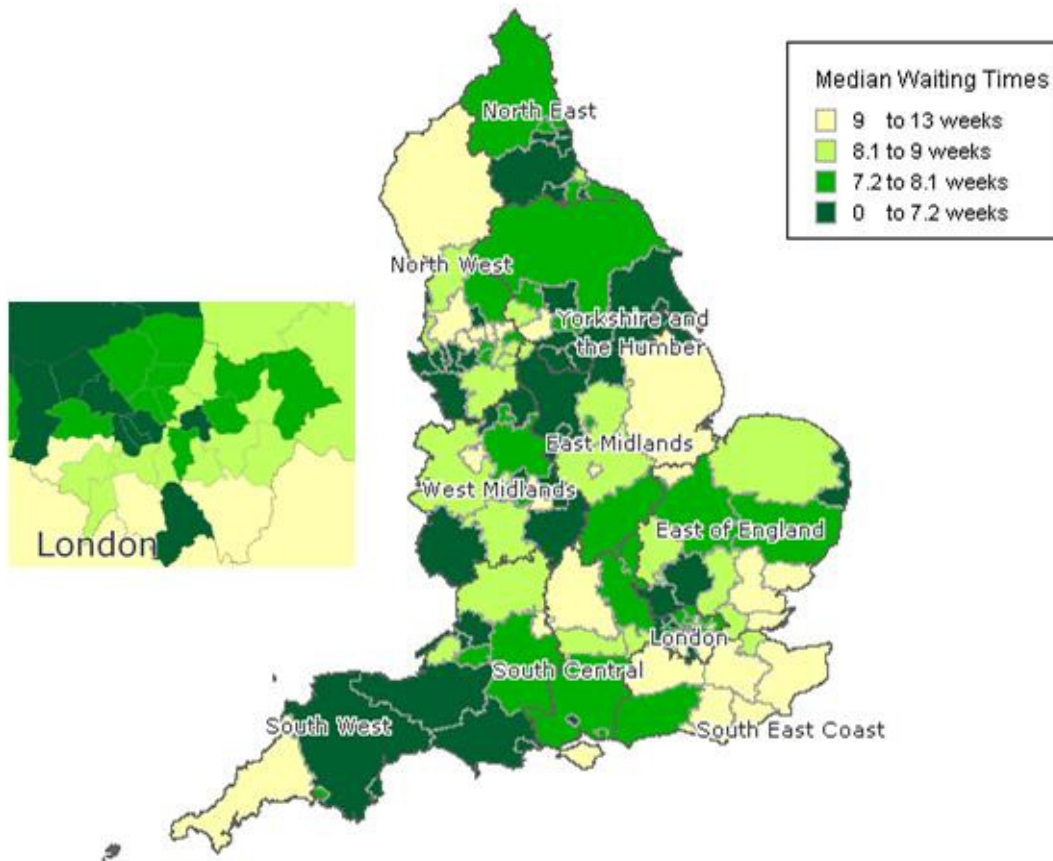 Median Waiting Times
9 to 13 weeks
8.1 to 9 weeks
7.2 to 8.1 weeks
0 to 7.2 weeks
North East
North West
Yorkshire and
the Humber
East Midlands
West Midlands
East of England
London
London
South Central
South West
South East Coast